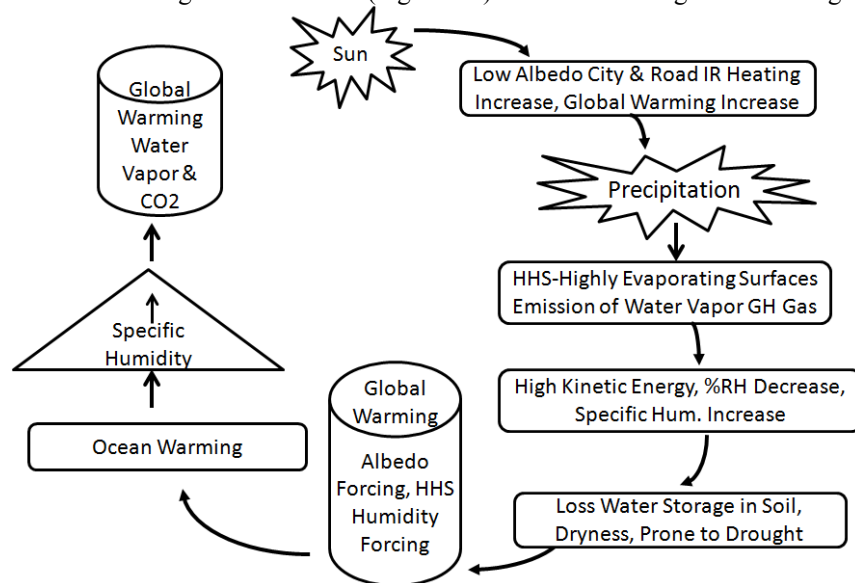 Sun
Low Albedo City & Road IR Heating
Increase, Global Warming Increase
Precipitation
HHS-Highly Evaporating Surfaces
Emission of Water Vapor GH Gas
High Kinetic Energy, %RH Decrease,
Specific Hum. Increase
Loss Water Storage in Soil,
Dryness, Prone to Drought
Global
Warming
Albedo
Forcing, HHS
Humidity
Forcing
Ocean Warming
Specific
Humidity
Global
Warming
Water
Vapor &
CO2